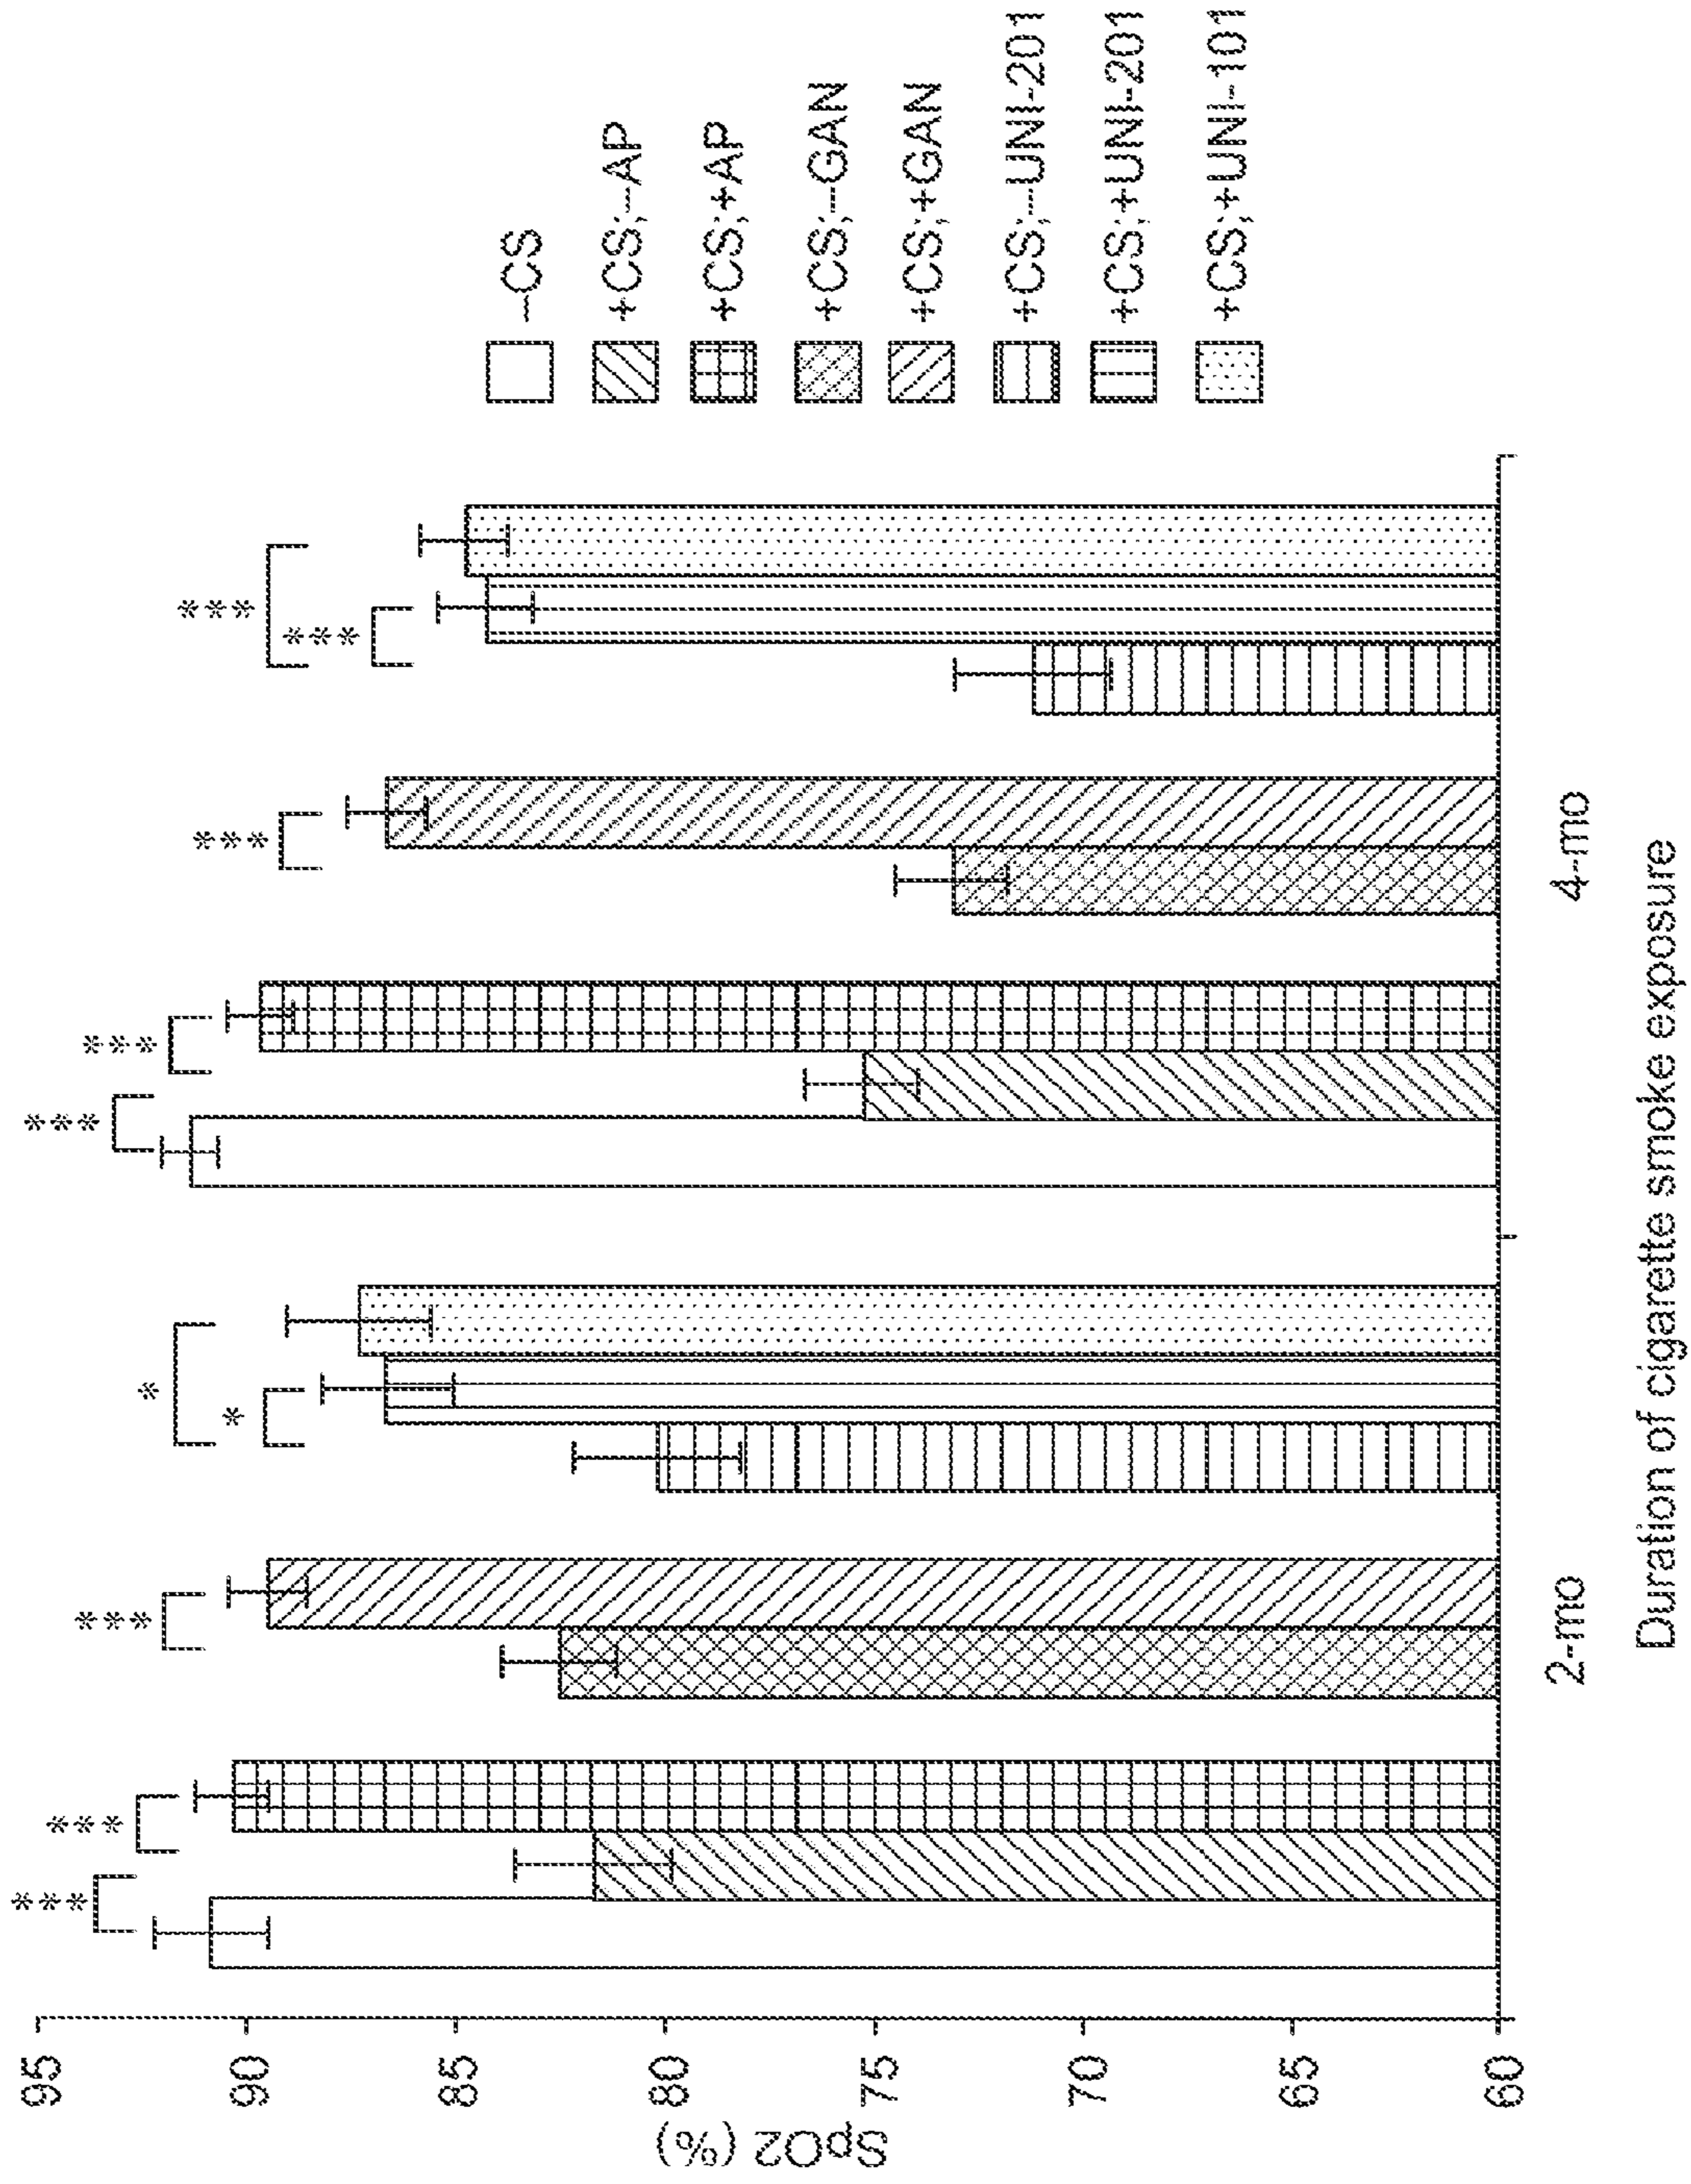 SpO2 (%)
95
90
85
80
75
70
65
60
***
***
***
*
*
***
***
***
***
***
2-mo
4-mo
Duration of cigarette smoke exposure
–CS
+CS;–AP
+CS;+AP
+CS;–GAN
+CS;+GAN
+CS;–UNI-201
+CS;+UNI-201
+CS;+UNI-101